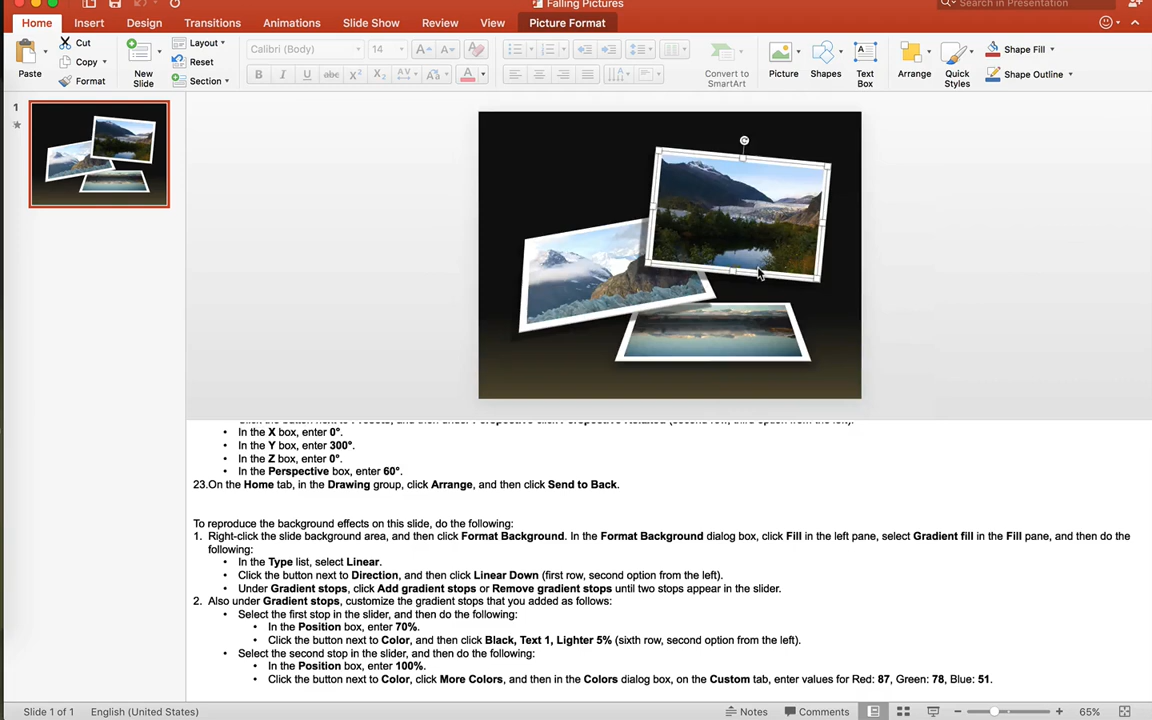 Falling Pictures
Search in Presentation
Home Insert Design Transitions Animations Slide Show Review View Picture Format
Paste
Cut
Copy
Format
New Slide
Layout
Reset
Section
Calibri (Body) 14
B I U abc X² X₂ AV Aa A
Convert to SmartArt
Picture
Shapes
Text Box
Arrange
Quick Styles
Shape Fill
Shape Outline
1
• In the X box, enter 0°.
• In the Y box, enter 300°.
• In the Z box, enter 0°.
• In the Perspective box, enter 60°.
23.On the Home tab, in the Drawing group, click Arrange, and then click Send to Back.
To reproduce the background effects on this slide, do the following:
1. Right-click the slide background area, and then click Format Background. In the Format Background dialog box, click Fill in the left pane, select Gradient fill in the Fill pane, and then do the
following:
• In the Type list, select Linear.
• Click the button next to Direction, and then click Linear Down (first row, second option from the left).
• Under Gradient stops, click Add gradient stops or Remove gradient stops until two stops appear in the slider.
2. Also under Gradient stops, customize the gradient stops that you added as follows:
• Select the first stop in the slider, and then do the following:
• In the Position box, enter 70%.
• Click the button next to Color, and then click Black, Text 1, Lighter 5% (sixth row, second option from the left).
• Select the second stop in the slider, and then do the following:
• In the Position box, enter 100%.
• Click the button next to Color, click More Colors, and then in the Colors dialog box, on the Custom tab, enter values for Red: 87, Green: 78, Blue: 51.
Slide 1 of 1 English (United States) Notes Comments 65%